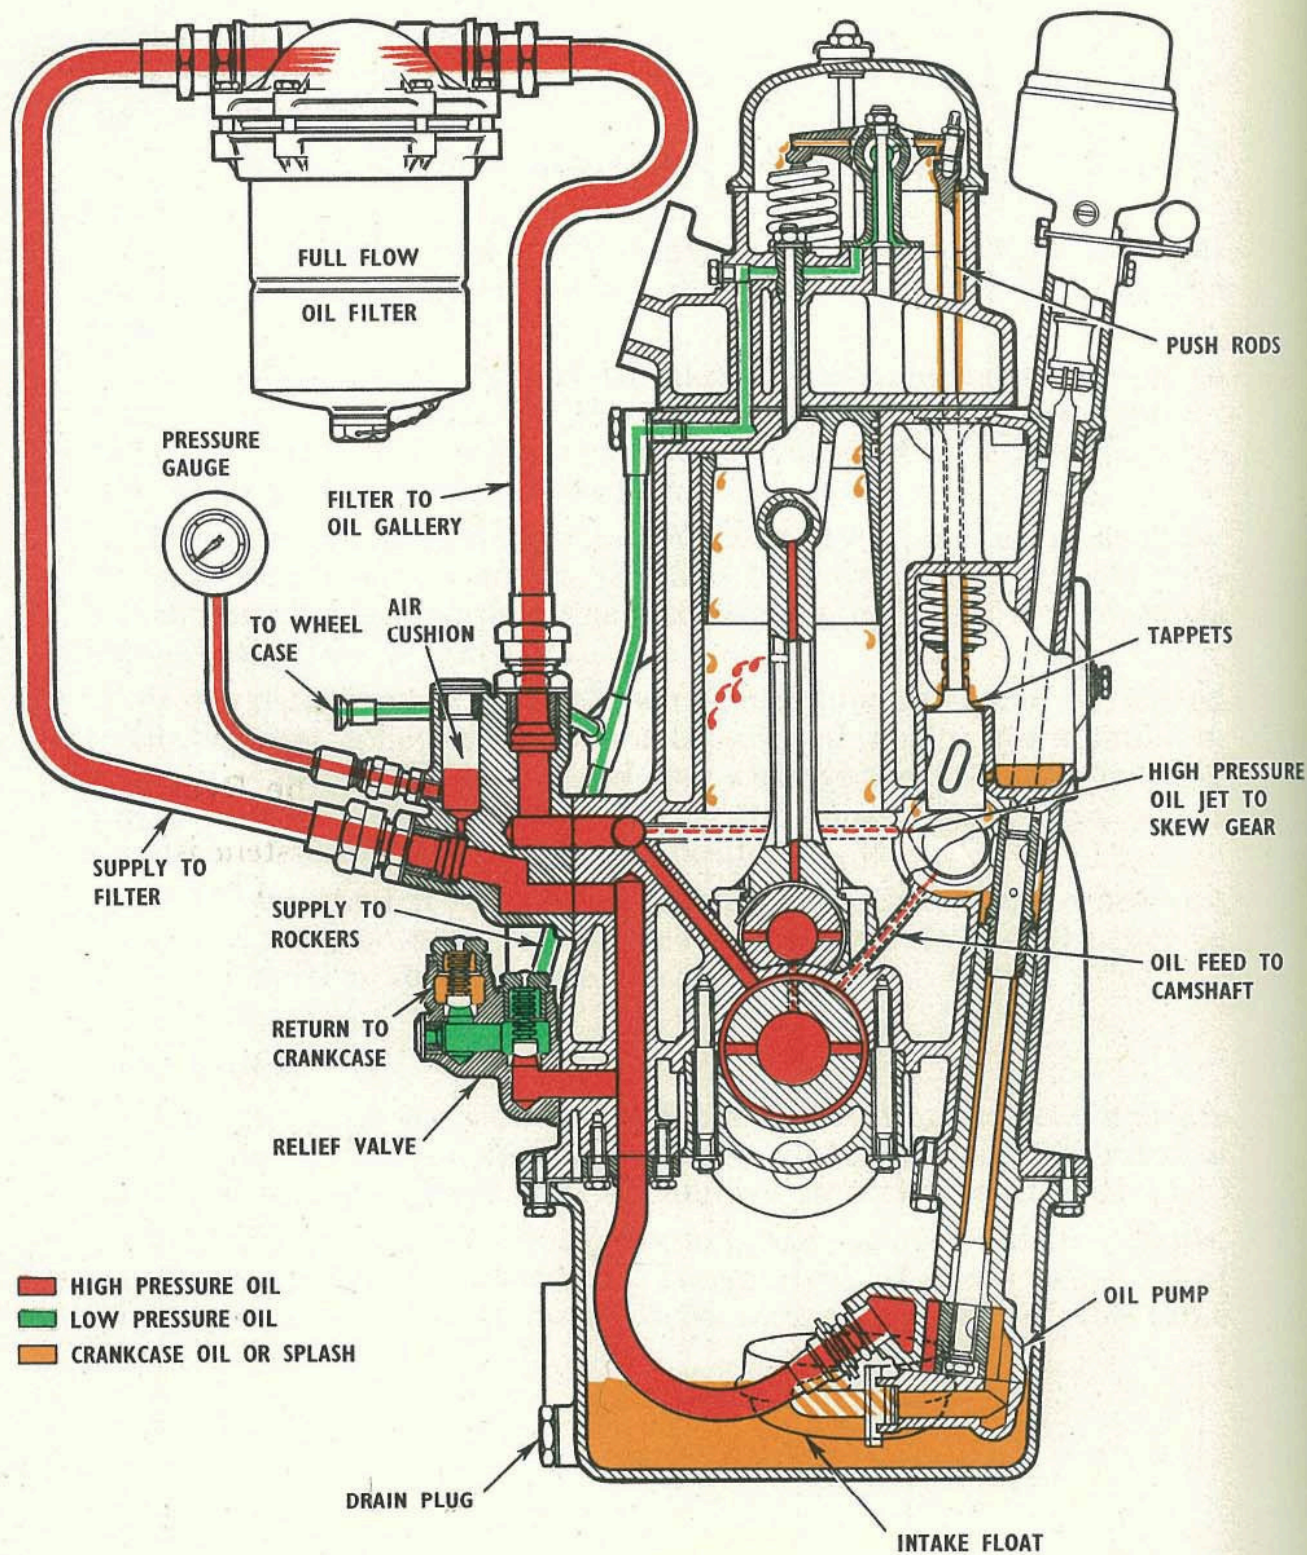 FULL FLOW
OIL FILTER
PUSH RODS
PRESSURE
GAUGE
FILTER TO
OIL GALLERY
TO WHEEL
CASE
AIR
CUSHION
TAPPETS
HIGH PRESSURE
OIL JET TO
SKEW GEAR
SUPPLY TO
FILTER
SUPPLY TO
ROCKERS
OIL FEED TO
CAMSHAFT
RETURN TO
CRANKCASE
RELIEF VALVE
HIGH PRESSURE OIL
LOW PRESSURE OIL
CRANKCASE OIL OR SPLASH
OIL PUMP
DRAIN PLUG
INTAKE FLOAT